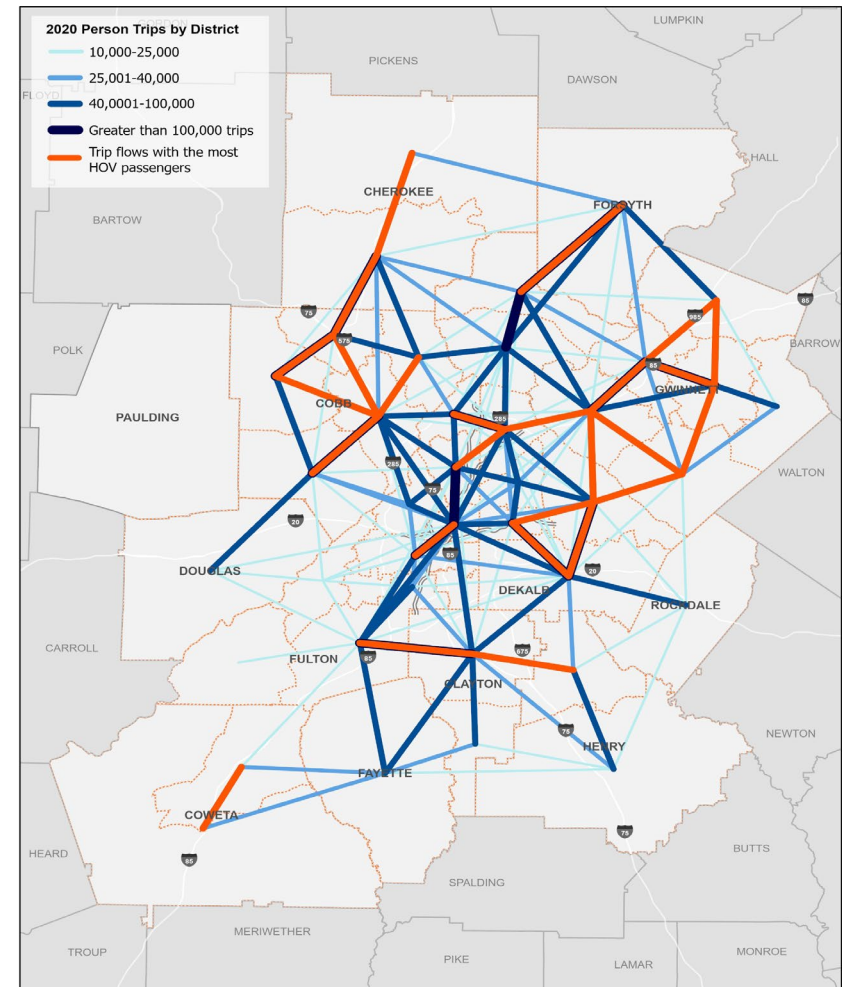 2020 Person Trips by District
10,000-25,000
25,001-40,000
40,0001-100,000
Greater than 100,000 trips
Trip flows with the most
HOV passengers
GORDON
LUMPKIN
PICKENS
DAWSON
FLOYD
HALL
CHEROKEE
FORSYTH
BARTOW
85
75
985
575
BARROW
POLK
85
GWINNETT
COBB
PAULDING
285
285
75
WALTON
20
85
DOUGLAS
20
DEKALB
ROCKDALE
CARROLL
FULTON
85
675
CLAYTON
NEWTON
75
HENRY
FAYETTE
COWETA
75
85
HEARD
BUTTS
SPALDING
MERIWETHER
TROUP
PIKE
LAMAR
MONROE